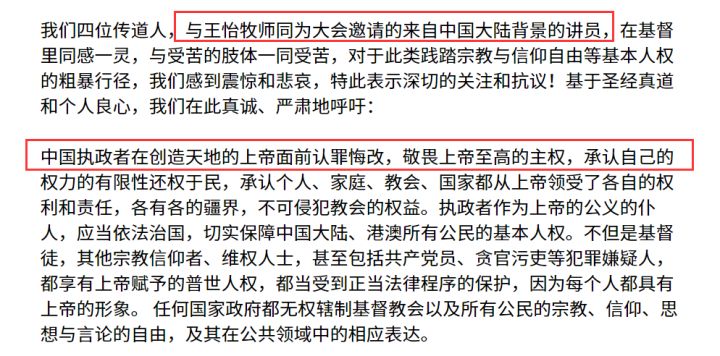 我们四位传道人，与王怡牧师同为大会邀请的来自中国大陆背景的讲员，在基督
里同感一灵，与受苦的肢体一同受苦，对于此类践踏宗教与信仰自由等基本人权
的粗暴行径，我们感到震惊和悲哀，特此表示深切的关注和抗议！基于圣经真道
和个人良心，我们在此真诚、严肃地呼吁：
中国执政者在创造天地的上帝面前认罪悔改，敬畏上帝至高的主权，承认自己的
权力的有限性还权于民，承认个人、家庭、教会、国家都从上帝领受了各自的权
利和责任，各有各的疆界，不可侵犯教会的权益。执政者作为上帝的公义的仆
人，应当依法治国，切实保障中国大陆、港澳所有公民的基本人权。不但是基督
徒，其他宗教信仰者、维权人士，甚至包括共产党员、贪官污吏等犯罪嫌疑人，
都享有上帝赋予的普世人权，都当受到正当法律程序的保护，因为每个人都具有
上帝的形象。 任何国家政府都无权辖制基督教会以及所有公民的宗教、信仰、思
想与言论的自由，及其在公共领域中的相应表达。